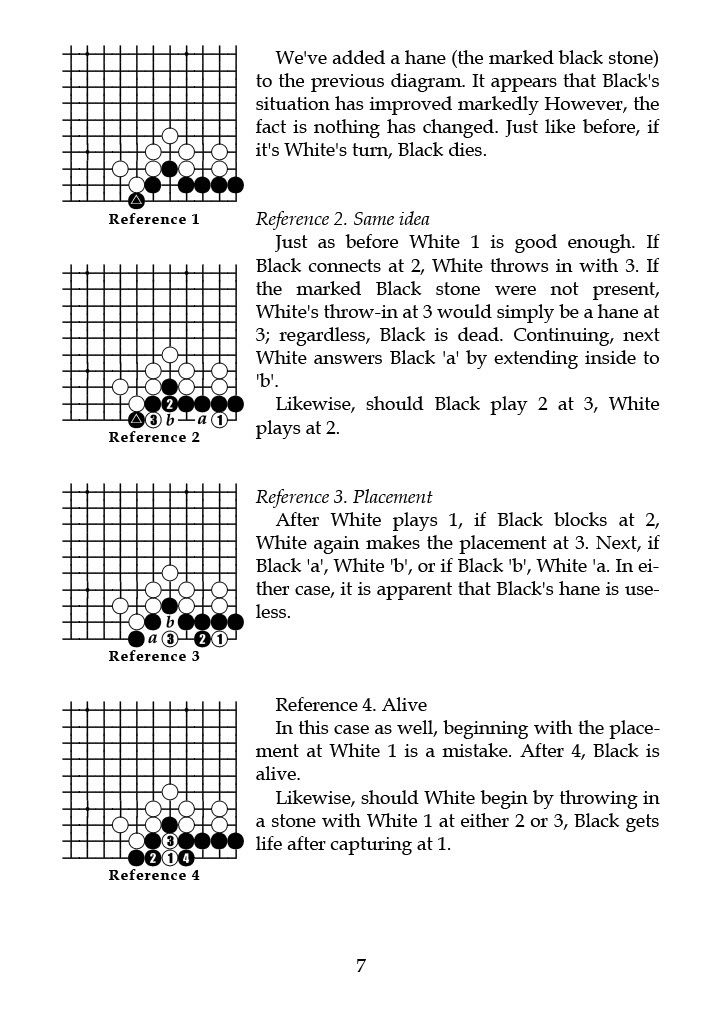 We've added a hane (the marked black stone)
to the previous diagram. It appears that Black's
situation has improved markedly However, the
fact is nothing has changed. Just like before, if
it's White's turn, Black dies.
Reference 1
Reference 2. Same idea
Just as before White 1 is good enough. If
Black connects at 2, White throws in with 3. If
the marked Black stone were not present,
White's throw-in at 3 would simply be a hane at
3; regardless, Black is dead. Continuing, next
White answers Black 'a' by extending inside to
'b'.
Likewise, should Black play 2 at 3, White
plays at 2.
2
3 b a 1
Reference 2
Reference 3. Placement
After White plays 1, if Black blocks at 2,
White again makes the placement at 3. Next, if
Black 'a', White 'b', or if Black 'b', White 'a. In ei-
ther case, it is apparent that Black's hane is use-
less.
b
a 3 2 1
Reference 3
Reference 4. Alive
In this case as well, beginning with the place-
ment at White 1 is a mistake. After 4, Black is
alive.
Likewise, should White begin by throwing in
a stone with White 1 at either 2 or 3, Black gets
life after capturing at 1.
3
2 1 4
Reference 4
7